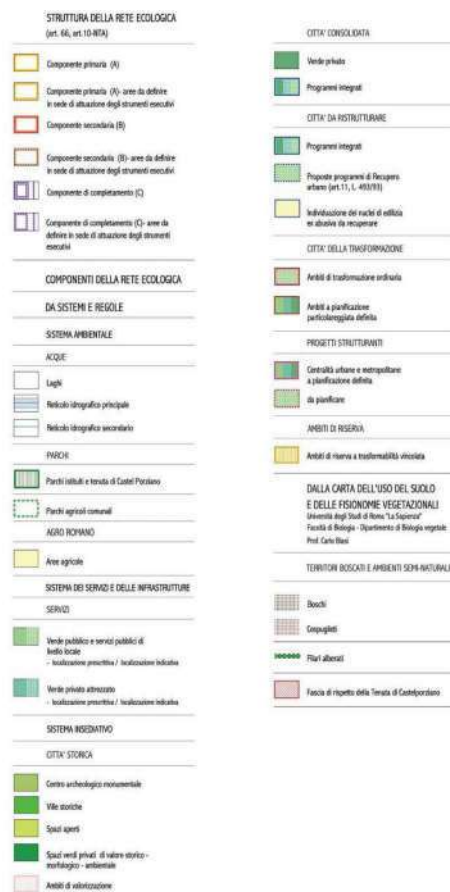 STRUTTURA DELLA RETE ECOLOGICA
(art. 66, art.10-NTA)
Componente primaria (A)
Componente primaria (A)- aree da definire
in sede di attuazione degli strumenti esecutivi
Componente secondaria (B)
Componente secondaria (B)- aree da definire
in sede di attuazione degli strumenti esecutivi
Componente di completamento (C)
Componente di completamento (C)- aree da
definire in sede di attuazione degli strumenti
esecutivi
COMPONENTI DELLA RETE ECOLOGICA
DA SISTEMI E REGOLE
SISTEMA AMBIENTALE
ACQUE
Laghi
Reticolo idrografico principale
Reticolo idrografico secondario
PARCHI
Parchi istituiti e tenuta di Castel Porziano
Parchi agricoli comunali
AGRO ROMANO
Aree agricole
SISTEMA DEI SERVIZI E DELLE INFRASTRUTTURE
SERVIZI
Verde pubblico e servizi pubblici di
livello locale
- localizzazione prescrittiva / localizzazione indicativa
Verde privato attrezzato
- localizzazione prescrittiva / localizzazione indicativa
SISTEMA INSEDIATIVO
CITTA' STORICA
Centro archeologico monumentale
Ville storiche
Spazi aperti
Spazi verdi privati di valore storico -
morfologico - ambientale
Ambiti di valorizzazione
CITTA' CONSOLIDATA
Verde privato
Programmi integrati
CITTA' DA RISTRUTTURARE
Programmi integrati
Proposte programmi di Recupero
urbano (art.11, L. 493/93)
Individuazione dei nuclei di edilizia
ex abusiva da recuperare
CITTA' DELLA TRASFORMAZIONE
Ambiti di trasformazione ordinaria
Ambiti a pianificazione
particolareggiata definita
PROGETTI STRUTTURANTI
Centralità urbane e metropolitane
a pianificazione definita
da pianificare
AMBITI DI RISERVA
Ambiti di riserva a trasformabilità vincolata
DALLA CARTA DELL'USO DEL SUOLO
E DELLE FISIONOMIE VEGETAZIONALI
Università degli Studi di Roma "La Sapienza"
Facoltà di Biologia - Dipartimento di Biologia vegetale
Prof. Carlo Blasi
TERRITORI BOSCATI E AMBIENTI SEMI-NATURALI
Boschi
Cespuglieti
Filari alberati
Fascia di rispetto della Tenuta di Castelporziano